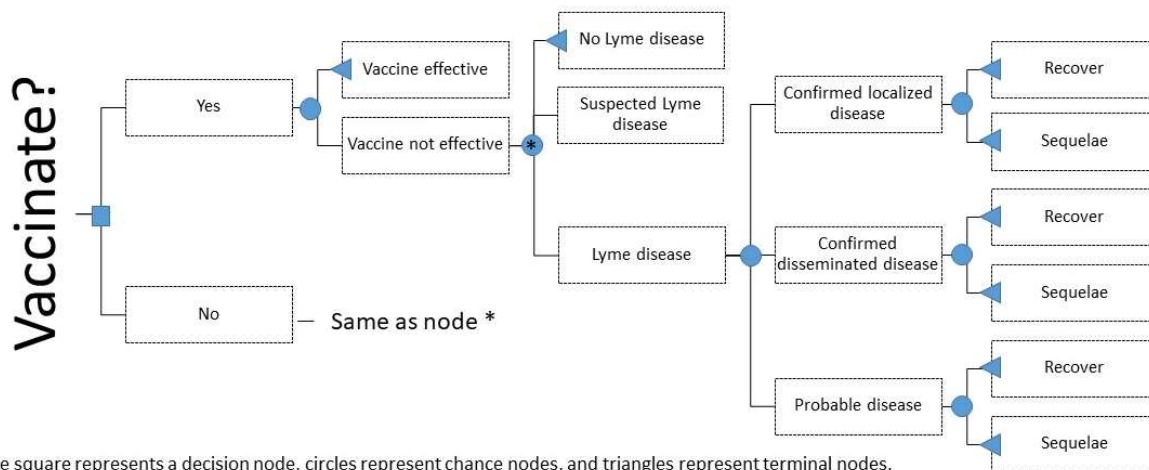 Vaccinate?
Yes
Vaccine effective
Vaccine not effective
*
No Lyme disease
Suspected Lyme
disease
Lyme disease
Confirmed localized
disease
Recover
Sequelae
Confirmed
disseminated disease
Recover
Sequelae
Probable disease
Recover
Sequelae
No
Same as node *
e square represents a decision node, circles represent chance nodes, and triangles represent terminal nodes.